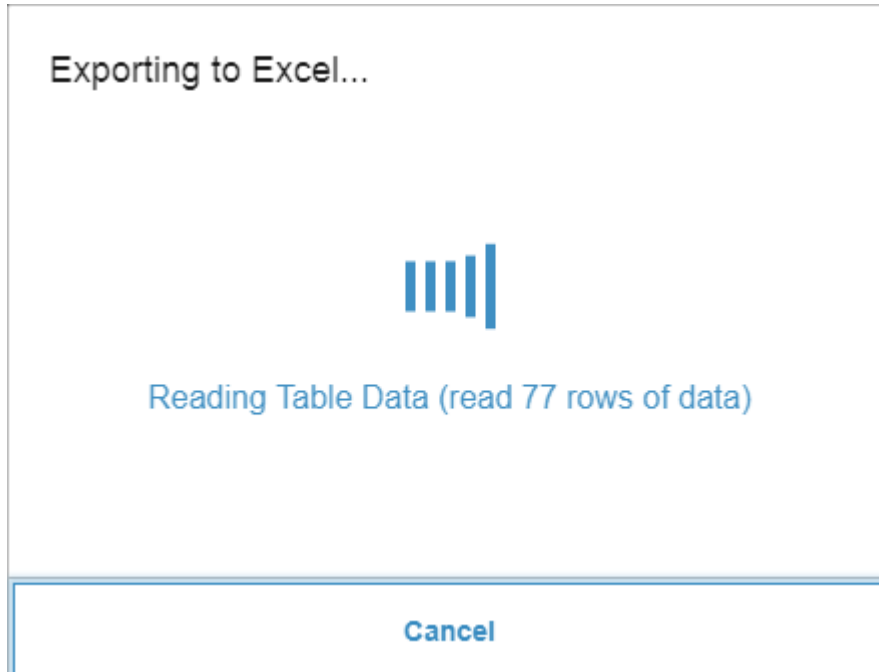 Exporting to Excel...
Reading Table Data (read 77 rows of data)
Cancel